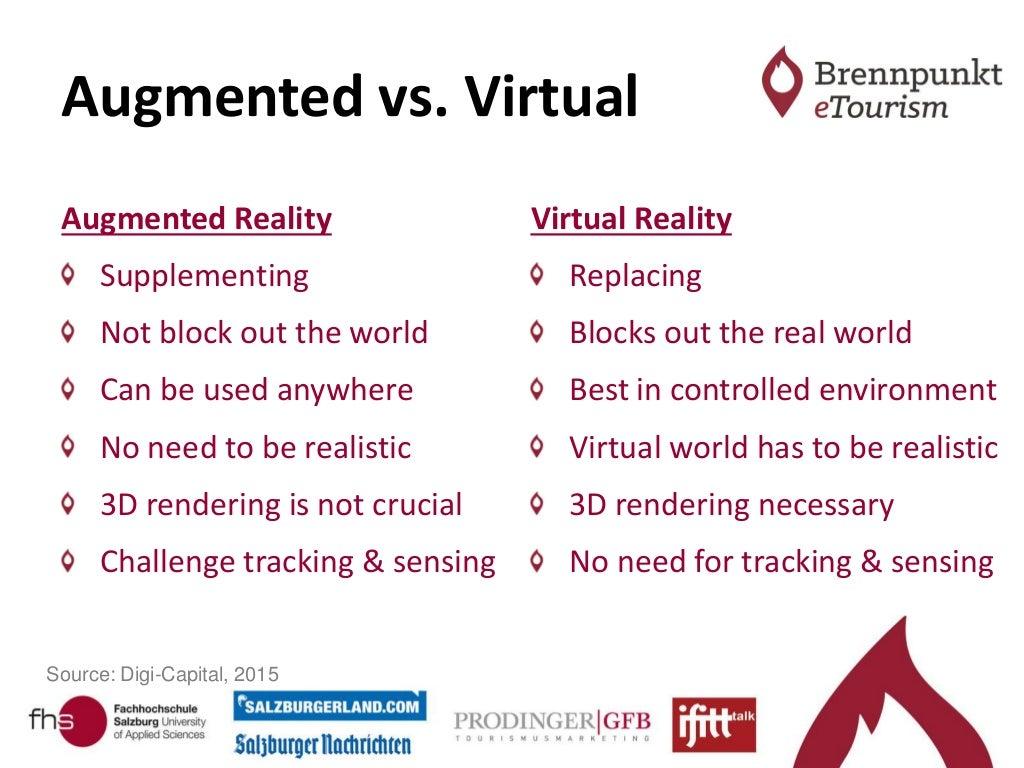 Augmented vs. Virtual
Brennpunkt
eTourism
Augmented Reality
Supplementing
Not block out the world
Can be used anywhere
No need to be realistic
3D rendering is not crucial
Challenge tracking & sensing
Virtual Reality
Replacing
Blocks out the real world
Best in controlled environment
Virtual world has to be realistic
3D rendering necessary
No need for tracking & sensing
Source: Digi-Capital, 2015
fhs
Fachhochschule
Salzburg University
of Applied Sciences
SALZBURGERLAND.COM
Salzburger Nachrichten
PRODINGER|GFB
TOURISMUSMARKETING
ifitt talk